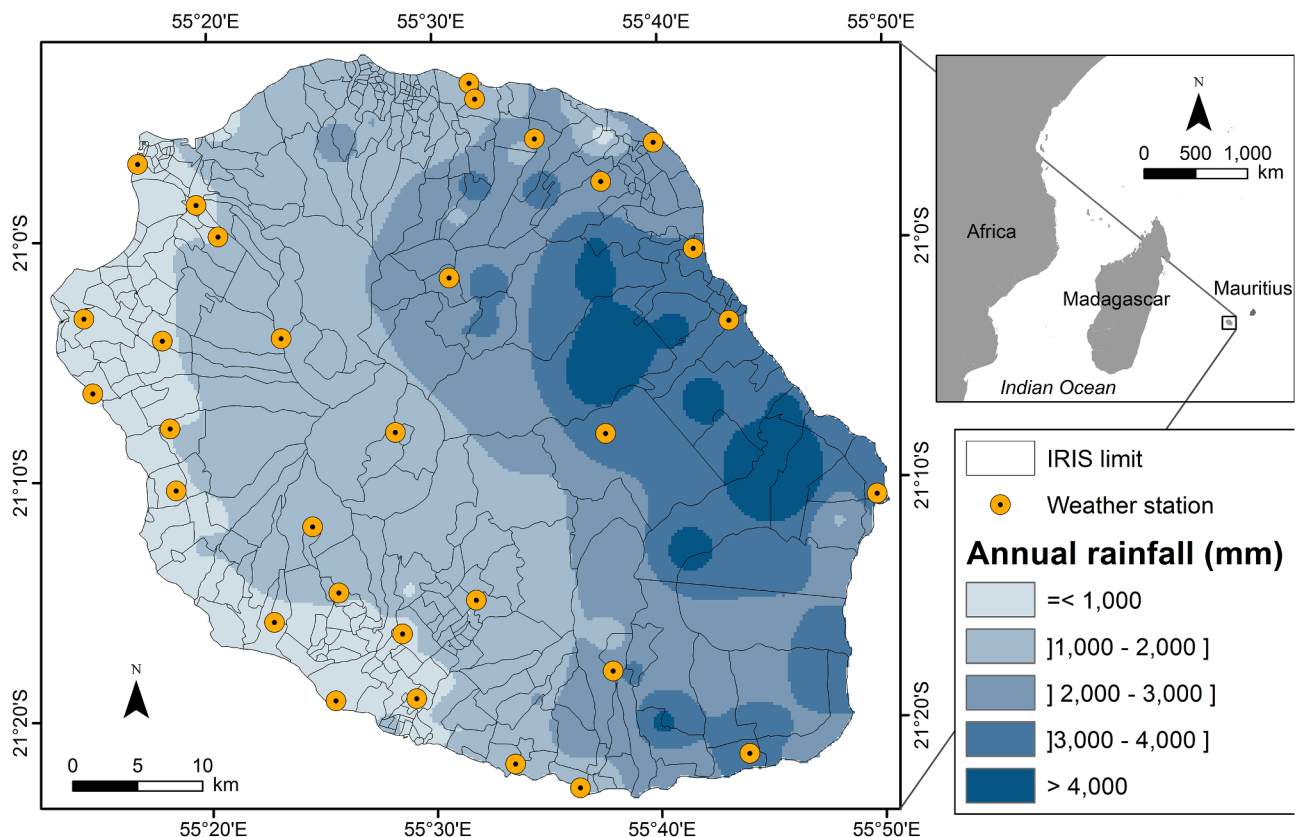 55°20'E 55°30'E 55°40'E 55°50'E
21°0'S
21°10'S
21°20'S
N
0 5 10
km
21°0'S
21°10'S
21°20'S
55°20'E 55°30'E 55°40'E 55°50'E
N
0 500 1,000
km
Africa
Madagascar
Mauritius
Indian Ocean
IRIS limit
Weather station
Annual rainfall (mm)
=< 1,000
]1,000 - 2,000 ]
] 2,000 - 3,000 ]
]3,000 - 4,000 ]
> 4,000